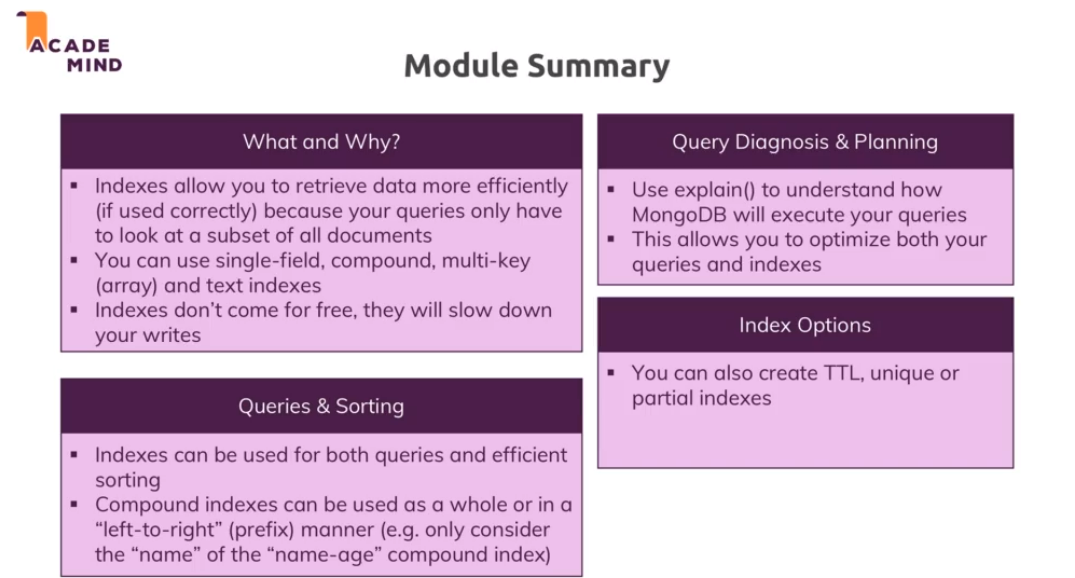 ACADE
MIND
Module Summary
What and Why?
▪ Indexes allow you to retrieve data more efficiently
(if used correctly) because your queries only have
to look at a subset of all documents
▪ You can use single-field, compound, multi-key
(array) and text indexes
▪ Indexes don’t come for free, they will slow down
your writes
Queries & Sorting
▪ Indexes can be used for both queries and efficient
sorting
▪ Compound indexes can be used as a whole or in a
“left-to-right” (prefix) manner (e.g. only consider
the “name” of the “name-age” compound index)
Query Diagnosis & Planning
▪ Use explain() to understand how
MongoDB will execute your queries
▪ This allows you to optimize both your
queries and indexes
Index Options
▪ You can also create TTL, unique or
partial indexes